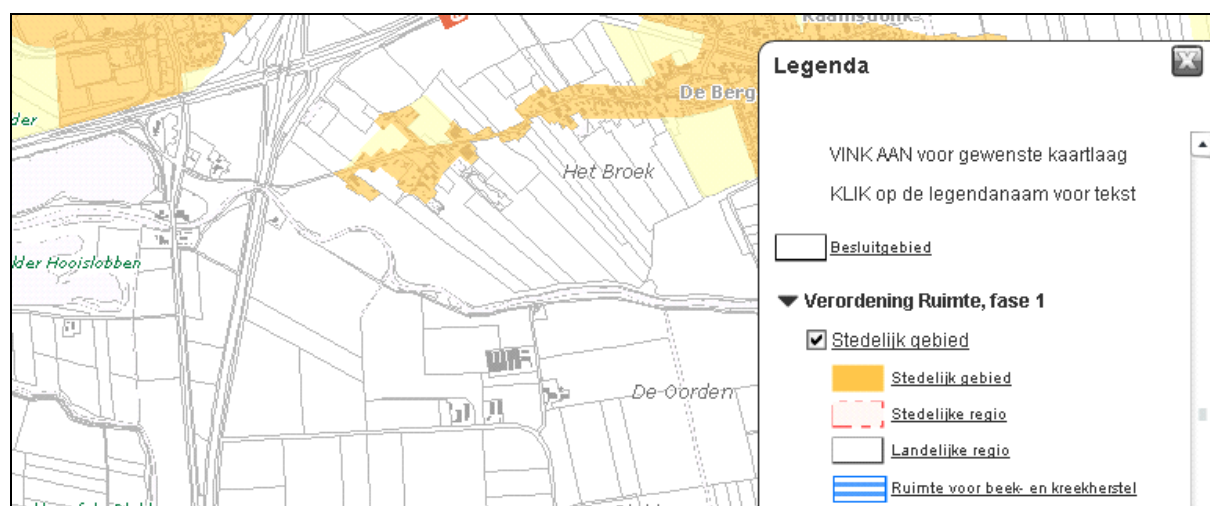 Raamsdonk
De Berg
der
Het Broek
lder Hooislobben
De Oorden
Legenda
VINK AAN voor gewenste kaartlaag
KLIK op de legendanaam voor tekst
Besluitgebied
Verordening Ruimte, fase 1
Stedelijk gebied
Stedelijk gebied
Stedelijke regio
Landelijke regio
Ruimte voor beek- en kreekherstel